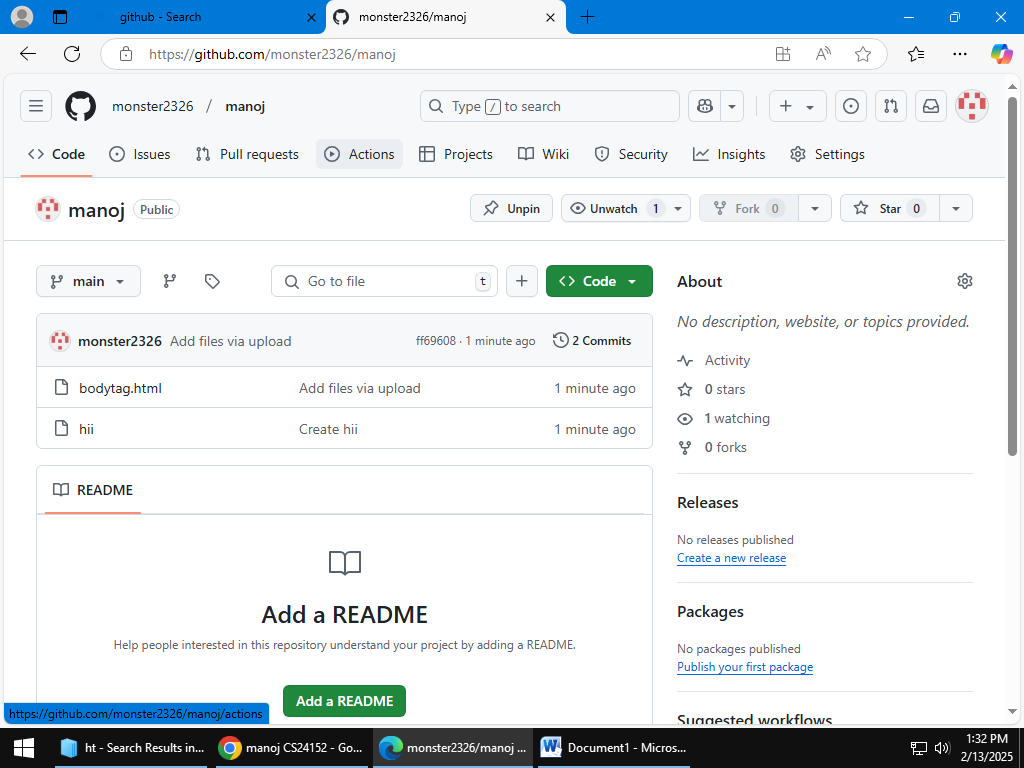 github - Search
monster2326/manoj
https://github.com/monster2326/manoj
monster2326 / manoj
Type / to search
Code
Issues
Pull requests
Actions
Projects
Wiki
Security
Insights
Settings
manoj Public
Unpin
Unwatch 1
Fork 0
Star 0
main
Go to file t
Code
About
No description, website, or topics provided.
monster2326 Add files via upload ff69608 · 1 minute ago 2 Commits
bodytag.html Add files via upload 1 minute ago
hii Create hii 1 minute ago
Activity
0 stars
1 watching
0 forks
README
Add a README
Help people interested in this repository understand your project by adding a README.
Add a README
Releases
No releases published
Create a new release
Packages
No packages published
Publish your first package
Suggested workflows
https://github.com/monster2326/manoj/actions
ht - Search Results in...
manoj CS24152 - Go...
monster2326/manoj ...
Document1 - Micros...
1:32 PM
2/13/2025